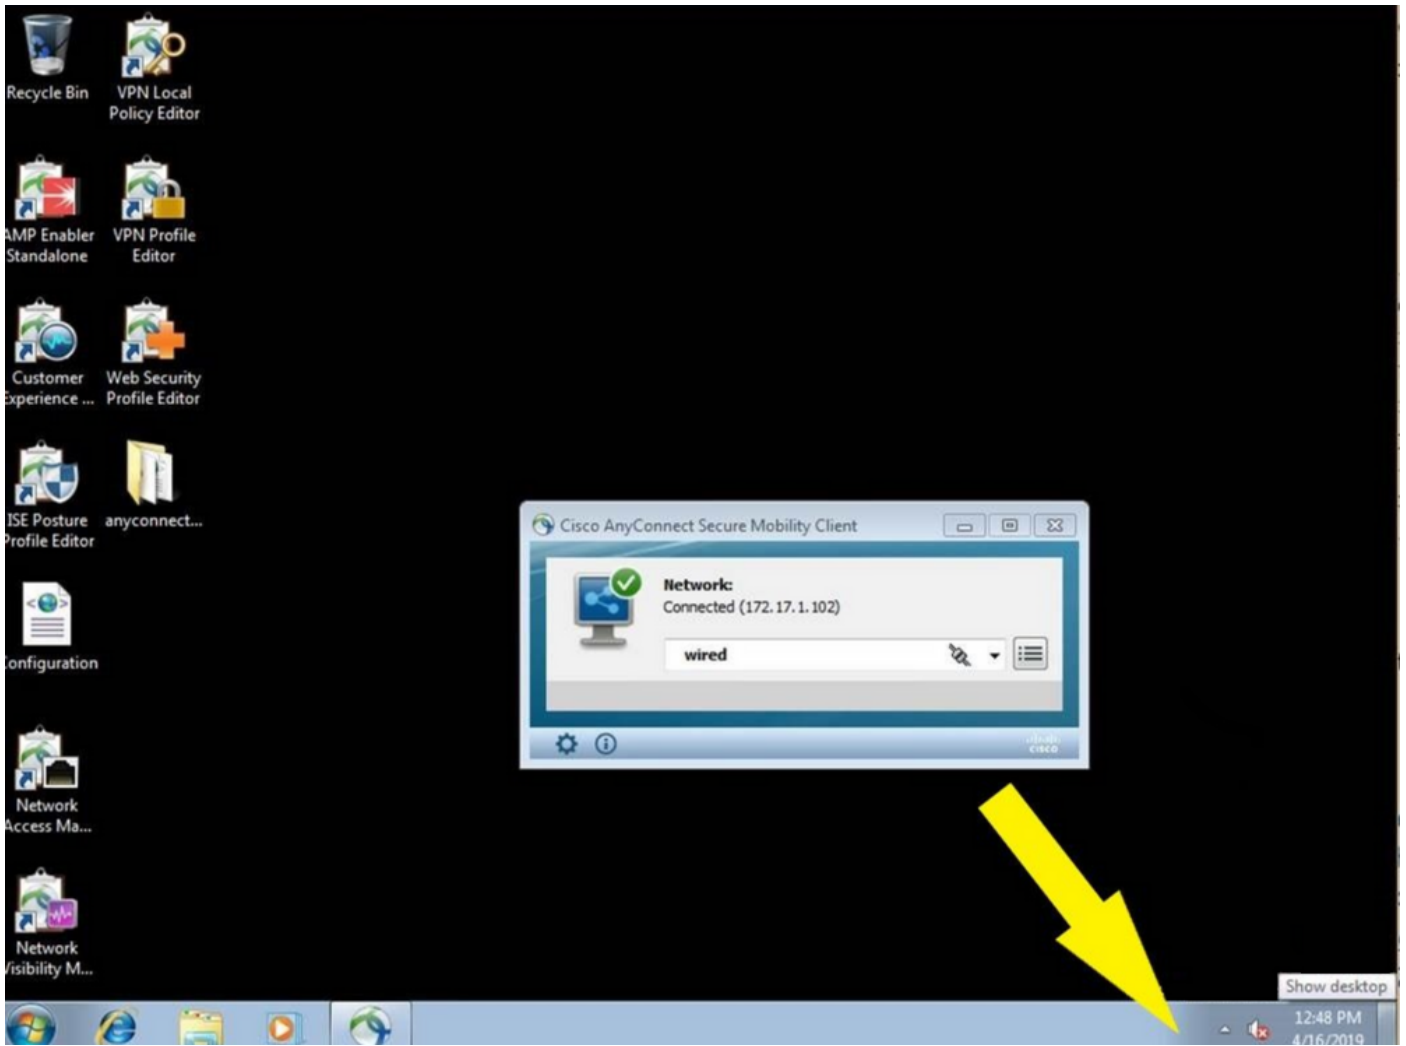 Recycle Bin
VPN Local
Policy Editor
AMP Enabler
Standalone
VPN Profile
Editor
Customer
Experience ...
Web Security
Profile Editor
ISE Posture
Profile Editor
anyconnect...
Configuration
Network
Access Ma...
Network
Visibility M...
Cisco AnyConnect Secure Mobility Client
Network:
Connected (172.17.1.102)
wired
CISCO
Show desktop
12:48 PM
4/16/2019